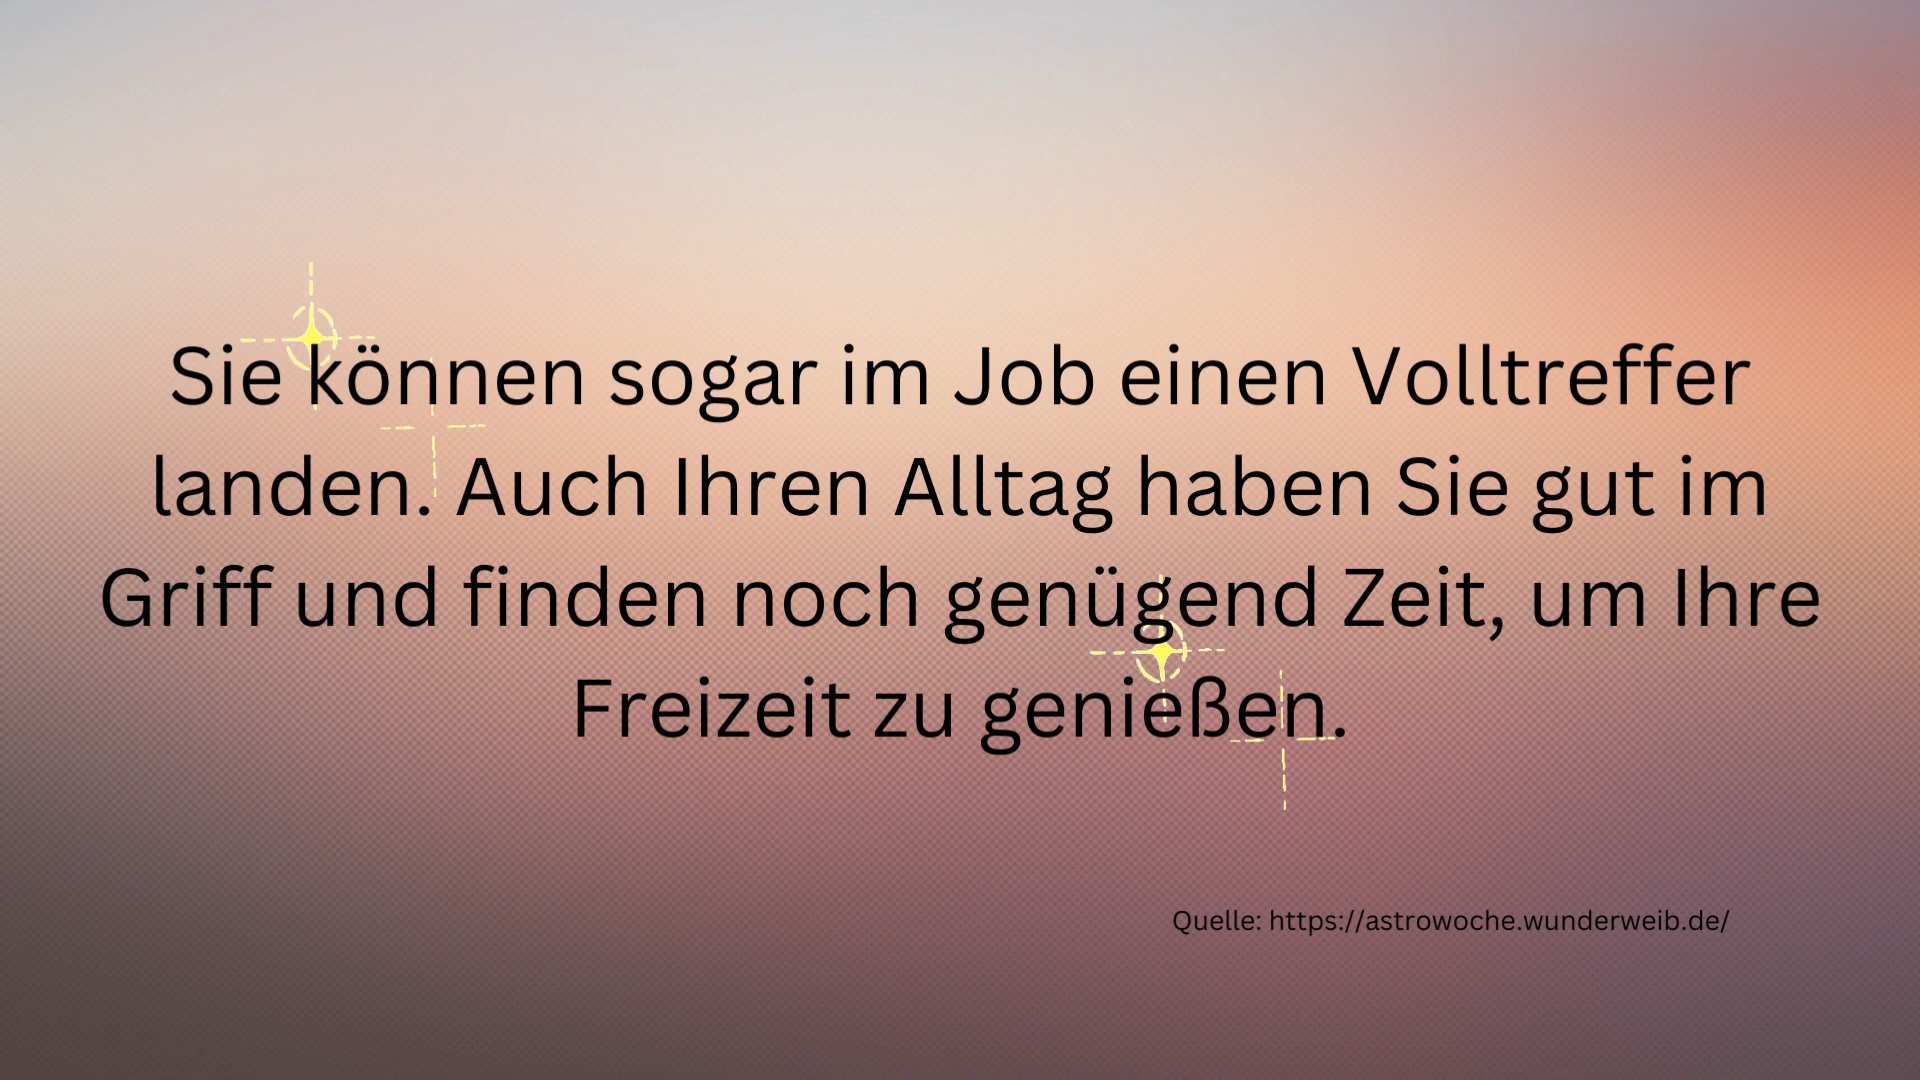 Sie können sogar im Job einen Volltreffer
landen. Auch Ihren Alltag haben Sie gut im
Griff und finden noch genügend Zeit, um Ihre
Freizeit zu genießen.
Quelle: https://astrowoche.wunderweib.de/